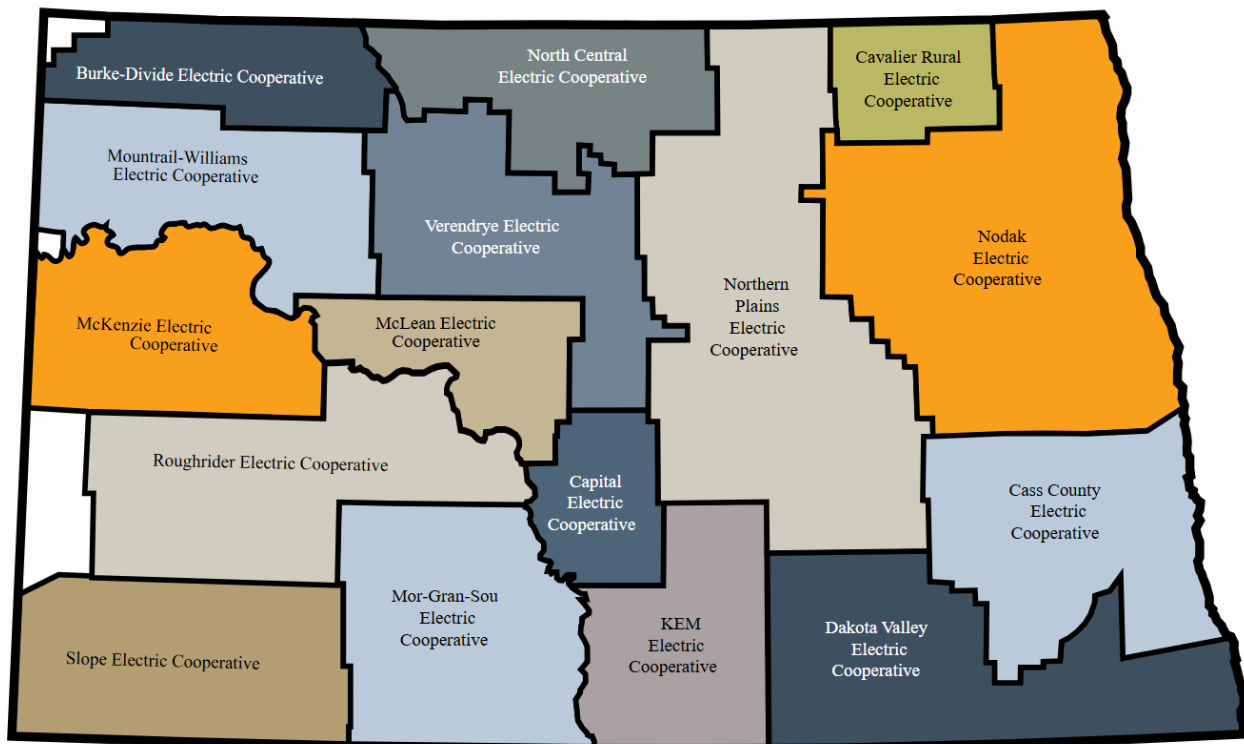 North Central
Electric Cooperative
Cavalier Rural
Electric
Cooperative
Burke-Divide Electric Cooperative
Mountrail-Williams
Electric Cooperative
Verendrye Electric
Cooperative
Nodak
Electric
Cooperative
Northern
Plains
Electric
Cooperative
McKenzie Electric
Cooperative
McLean Electric
Cooperative
Roughrider Electric Cooperative
Capital
Electric
Cooperative
Cass County
Electric
Cooperative
Mor-Gran-Sou
Electric
Cooperative
KEM
Electric
Cooperative
Dakota Valley
Electric
Cooperative
Slope Electric Cooperative